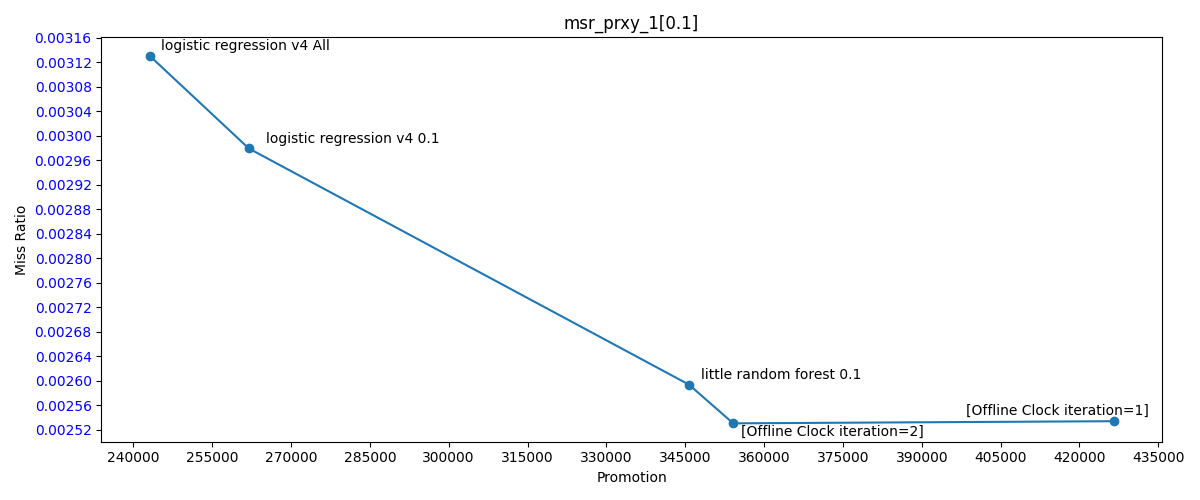 msr_prxy_1[0.1]
0.00316
0.00312
0.00308
0.00304
0.00300
0.00296
0.00292
0.00288
0.00284
0.00280
0.00276
0.00272
0.00268
0.00264
0.00260
0.00256
0.00252
Miss Ratio
logistic regression v4 All
logistic regression v4 0.1
little random forest 0.1
[Offline Clock iteration=1]
[Offline Clock iteration=2]
240000 255000 270000 285000 300000 315000 330000 345000 360000 375000 390000 405000 420000 435000
Promotion